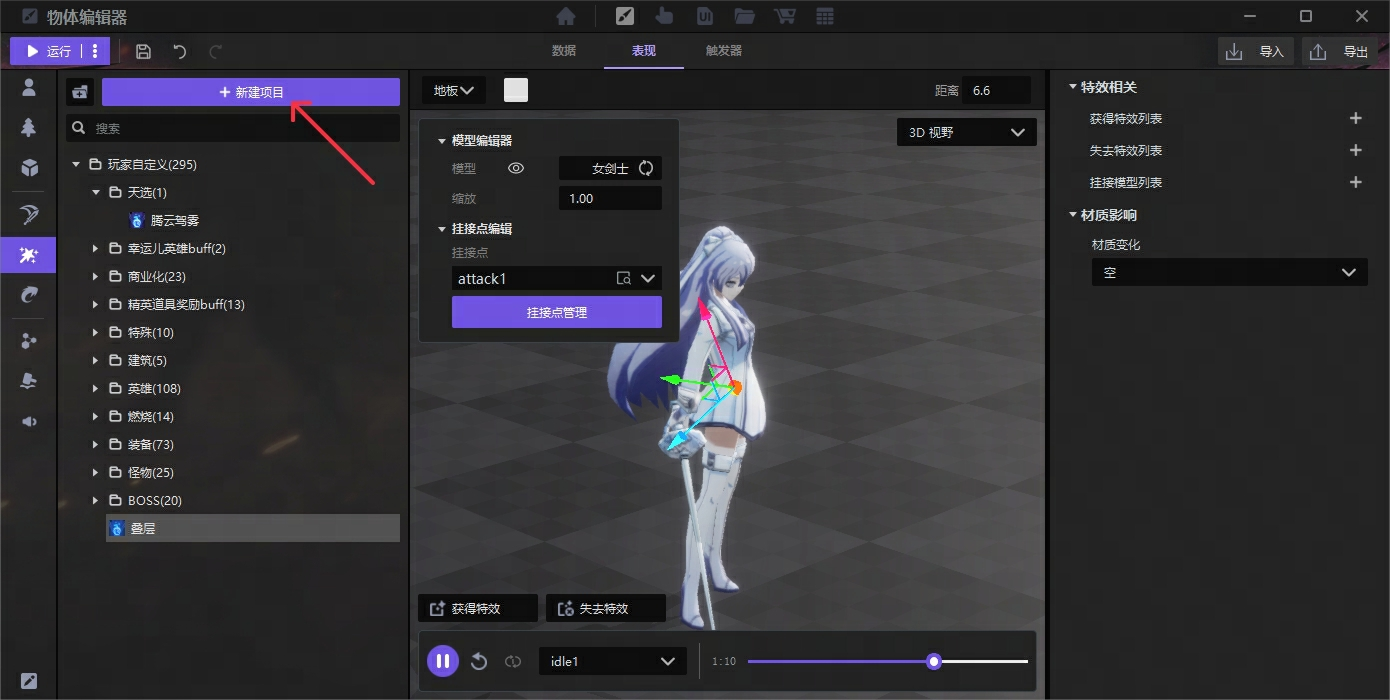 物体编辑器
运行
数据
表现
触发器
导入
导出
新建项目
搜索
玩家自定义(295)
天选(1)
腾云驾雾
幸运儿英雄buff(2)
商业化(23)
精英道具奖励buff(13)
特殊(10)
建筑(5)
英雄(108)
燃烧(14)
装备(73)
怪物(25)
BOSS(20)
叠层
地板
距离 6.6
3D 视野
模型编辑器
模型 女剑士
缩放 1.00
挂接点编辑
挂接点
attack1
挂接点管理
获得特效
失去特效
idle1
1:10
特效相关
获得特效列表
失去特效列表
挂接模型列表
材质影响
材质变化
空
UI